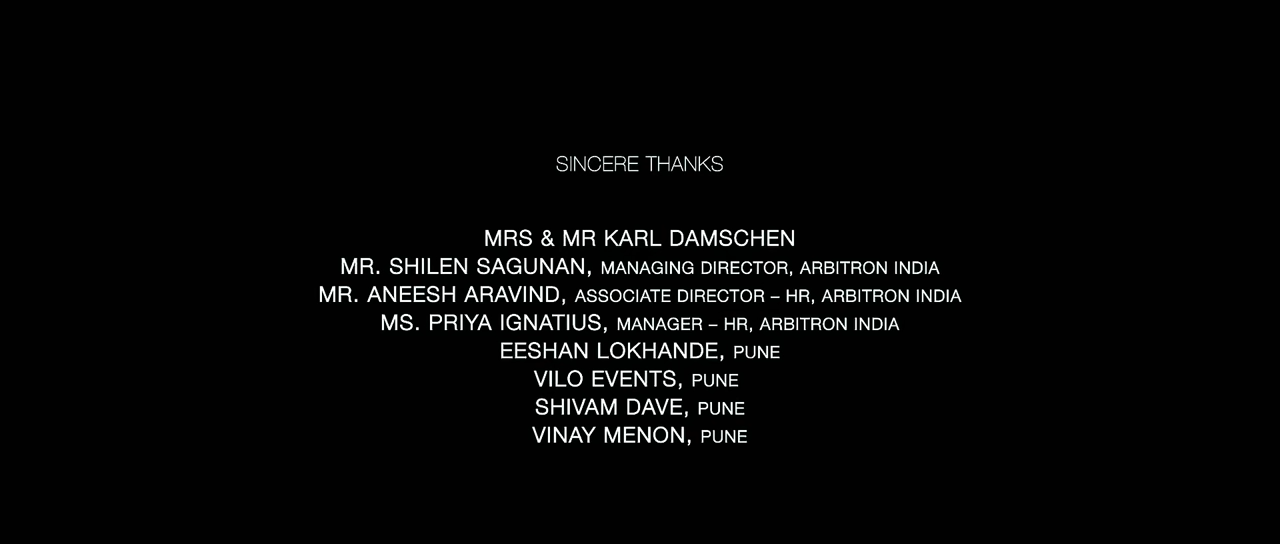 SINCERE THANKS
MRS & MR KARL DAMSCHEN
MR. SHILEN SAGUNAN, MANAGING DIRECTOR, ARBITRON INDIA
MR. ANEESH ARAVIND, ASSOCIATE DIRECTOR – HR, ARBITRON INDIA
MS. PRIYA IGNATIUS, MANAGER – HR, ARBITRON INDIA
EESHAN LOKHANDE, PUNE
VILO EVENTS, PUNE
SHIVAM DAVE, PUNE
VINAY MENON, PUNE